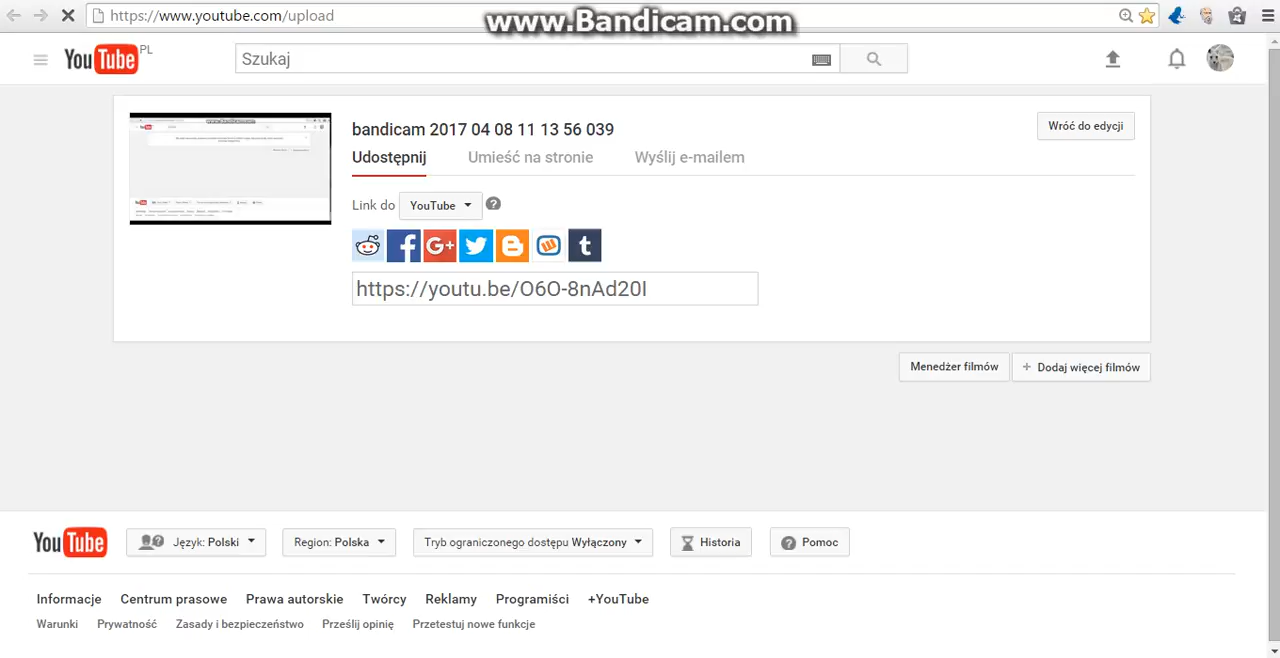 https://www.youtube.com/upload
www.Bandicam.com
YouTube PL
Szukaj
bandicam 2017 04 08 11 13 56 039
Wróć do edycji
Udostępnij Umieść na stronie Wyślij e-mailem
Link do YouTube
https://youtu.be/O6O-8nAd20I
Menedżer filmów + Dodaj więcej filmów
YouTube Język: Polski Region: Polska Tryb ograniczonego dostępu Wyłączony Historia Pomoc
Informacje Centrum prasowe Prawa autorskie Twórcy Reklamy Programiści +YouTube
Warunki Prywatność Zasady i bezpieczeństwo Prześlij opinię Przetestuj nowe funkcje